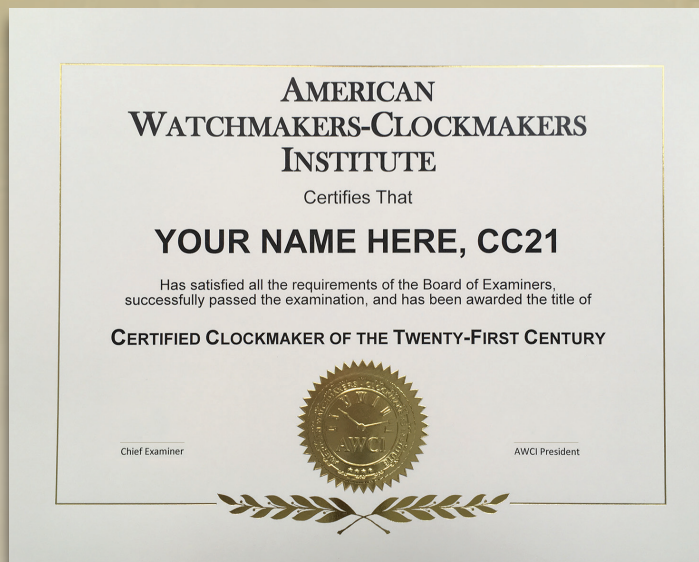 AMERICAN
WATCHMAKERS-CLOCKMAKERS
INSTITUTE
Certifies That
YOUR NAME HERE, CC21
Has satisfied all the requirements of the Board of Examiners,
successfully passed the examination, and has been awarded the title of
CERTIFIED CLOCKMAKER OF THE TWENTY-FIRST CENTURY
AWCI
Chief Examiner
AWCI President